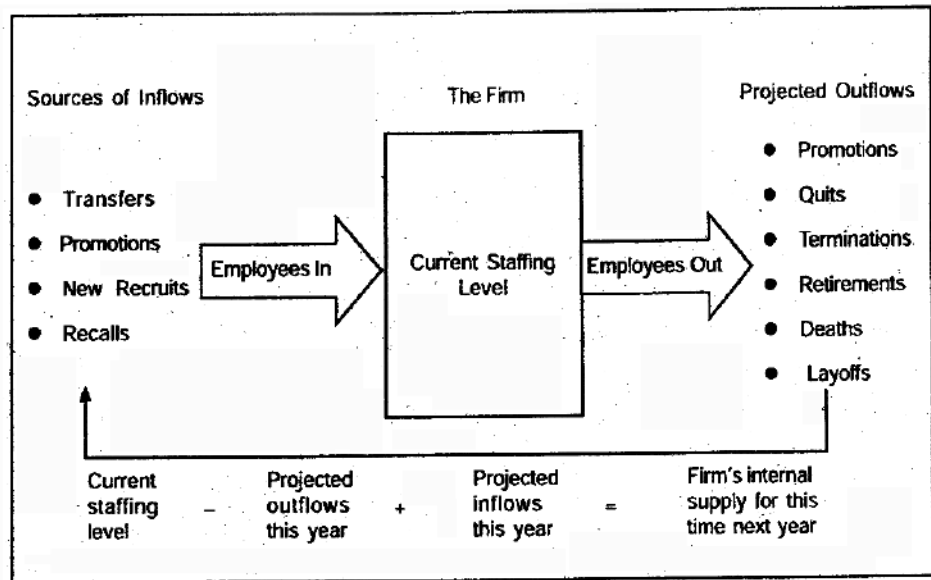 Sources of Inflows
The Firm
Projected Outflows
● Transfers
● Promotions
● New Recruits
● Recalls
Employees In
Current Staffing
Level
Employees Out
● Promotions
● Quits
● Terminations
● Retirements
● Deaths
● Layoffs
Current
staffing
level
–
Projected
outflows
this year
+
Projected
inflows
this year
=
Firm's internal
supply for this
time next year